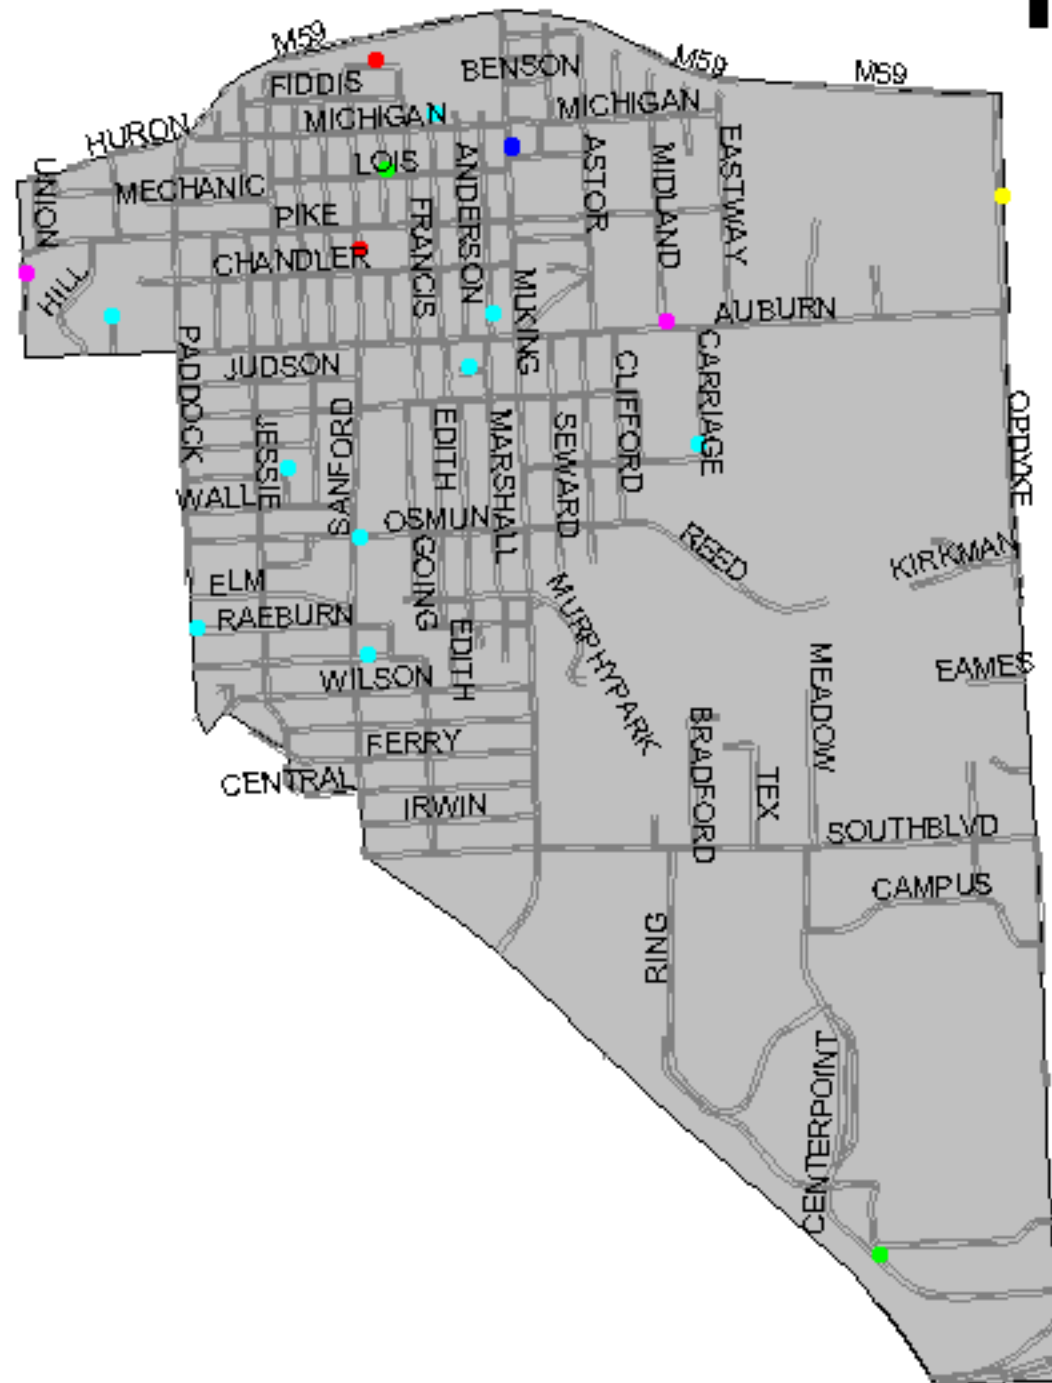 M59
M59
M59
BENSON
FIDDIS
MICHIGAN
MICHIGAN
HURON
LOIS
UNION
MECHANIC
ANDERSON
ASTOR
MIDLAND
EASTWAY
PIKE
FRANCIS
CHANDLER
HILL
MLKING
AUBURN
PADDOCK
JUDSON
CARRIAGE
CLIFFORD
OPDYKE
SANFORD
JESSIE
EDITH
MARSHALL
SEWARD
WALL
OSMUN
REED
GOING
KIRKMAN
ELM
RAEBURN
MURPHYPARK
EDITH
WILSON
MEADOW
EAMES
BRADFORD
FERRY
CENTRAL
TEX
IRWIN
SOUTHBLVD
CAMPUS
RING
CENTERPOINT